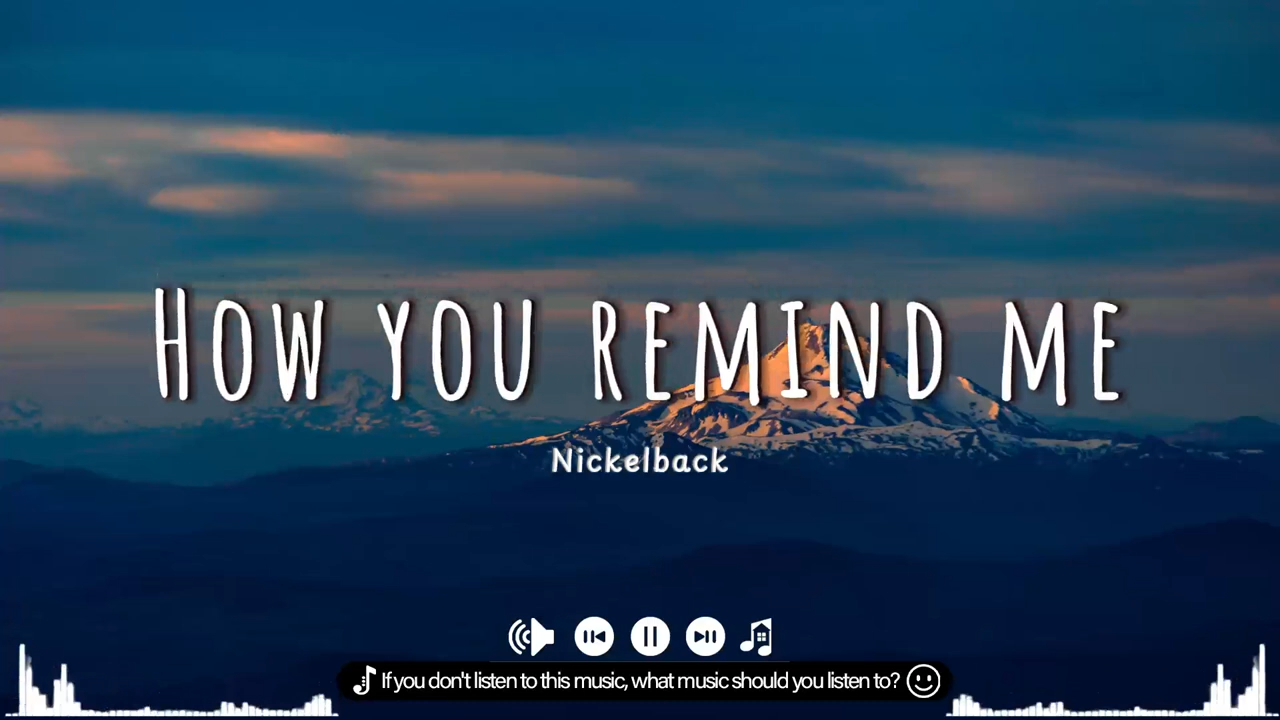 How you remind me
Nickelback
If you don't listen to this music, what music should you listen to?